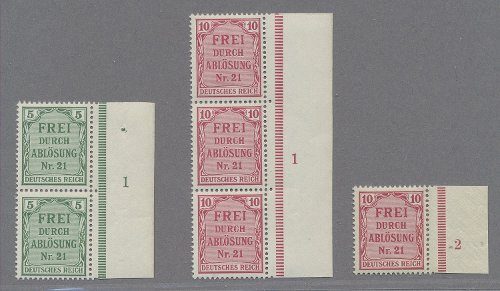 5 5
FREI
DURCH
ABLÖSUNG
Nr. 21
DEUTSCHES REICH
5 5
FREI
DURCH
ABLÖSUNG
Nr. 21
DEUTSCHES REICH
1
10 10
FREI
DURCH
ABLÖSUNG
Nr. 21
DEUTSCHES REICH
10 10
FREI
DURCH
ABLÖSUNG
Nr. 21
DEUTSCHES REICH
10 10
FREI
DURCH
ABLÖSUNG
Nr. 21
DEUTSCHES REICH
1
10 10
FREI
DURCH
ABLÖSUNG
Nr. 21
DEUTSCHES REICH
2